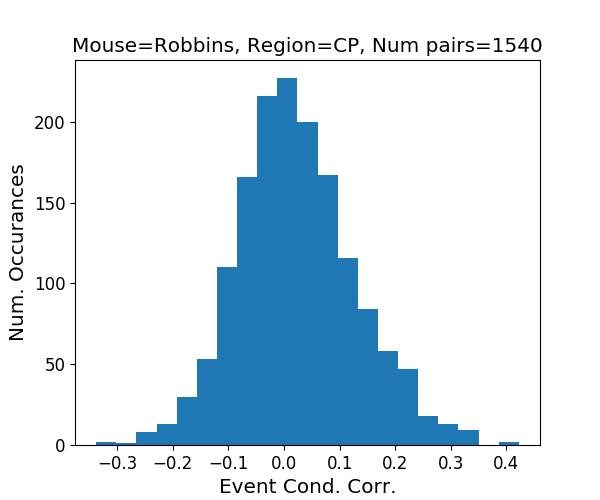 Mouse=Robbins, Region=CP, Num pairs=1540
Num. Occurances
200
150
100
50
0
−0.3 −0.2 −0.1 0.0 0.1 0.2 0.3 0.4
Event Cond. Corr.